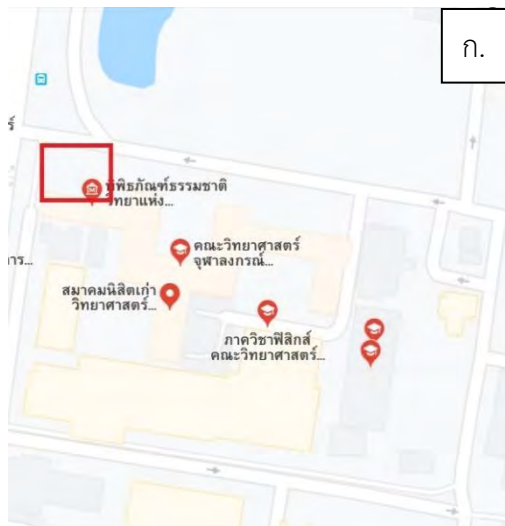 ก.
พิพิธภัณฑ์ธรรมชาติ
วิทยาแห่ง...
าร...
คณะวิทยาศาสตร์
จุฬาลงกรณ์...
สมาคมนิสิตเก่า
วิทยาศาสตร์...
ภาควิชาฟิสิกส์
คณะวิทยาศาสตร์...